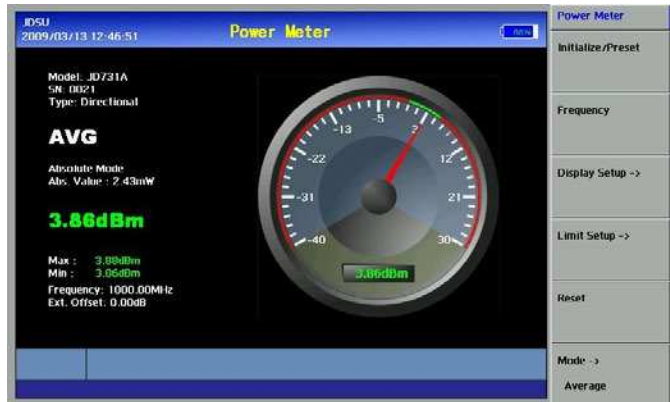 JDSU
2009/03/13 12:46:51
Power Meter
Model: JD731A
SN: 0021
Type: Directional
AVG
Absolute Mode
Abs. Value : 2.43mW
3.86dBm
Max : 3.88dBm
Min : 3.06dBm
Frequency: 1000.00MHz
Ext. Offset: 0.00dB
-40
-31
-22
-13
-5
12
21
30
3.86dBm
Power Meter
Initialize/Preset
Frequency
Display Setup ->
Limit Setup ->
Reset
Mode ->
Average